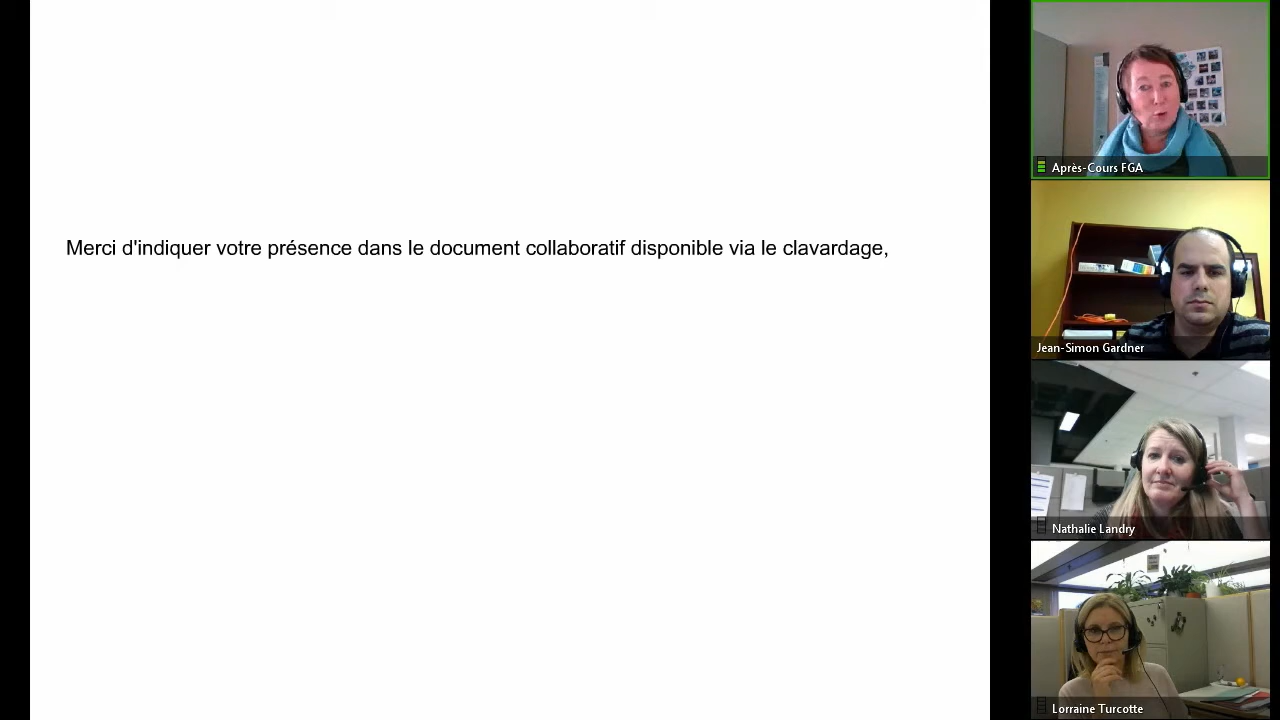 Merci d'indiquer votre présence dans le document collaboratif disponible via le clavardage,
Après-Cours FGA
Jean-Simon Gardner
Nathalie Landry
Lorraine Turcotte